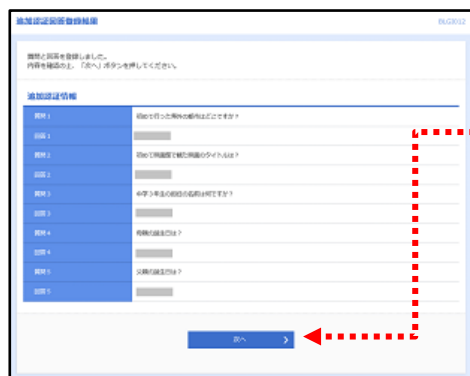 追加認証回答登録結果
BLGI012
質問と回答を登録しました。
内容を確認の上、「次へ」ボタンを押してください。
追加認証情報
質問1 初めて行った海外の都市はどこですか？
回答1
質問2 初めて映画館で観た映画のタイトルは？
回答2
質問3 中学3年生の担任の名前は何ですか？
回答3
質問4 母親の誕生日は？
回答4
質問5 父親の誕生日は？
回答5
次へ